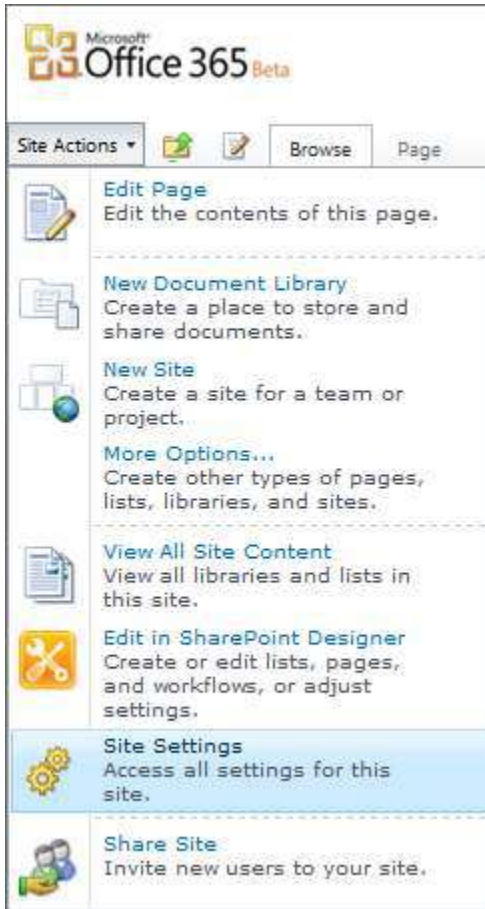 Microsoft®
Office 365 Beta
Site Actions Browse Page
Edit Page
Edit the contents of this page.
New Document Library
Create a place to store and
share documents.
New Site
Create a site for a team or
project.
More Options...
Create other types of pages,
lists, libraries, and sites.
View All Site Content
View all libraries and lists in
this site.
Edit in SharePoint Designer
Create or edit lists, pages,
and workflows, or adjust
settings.
Site Settings
Access all settings for this
site.
Share Site
Invite new users to your site.